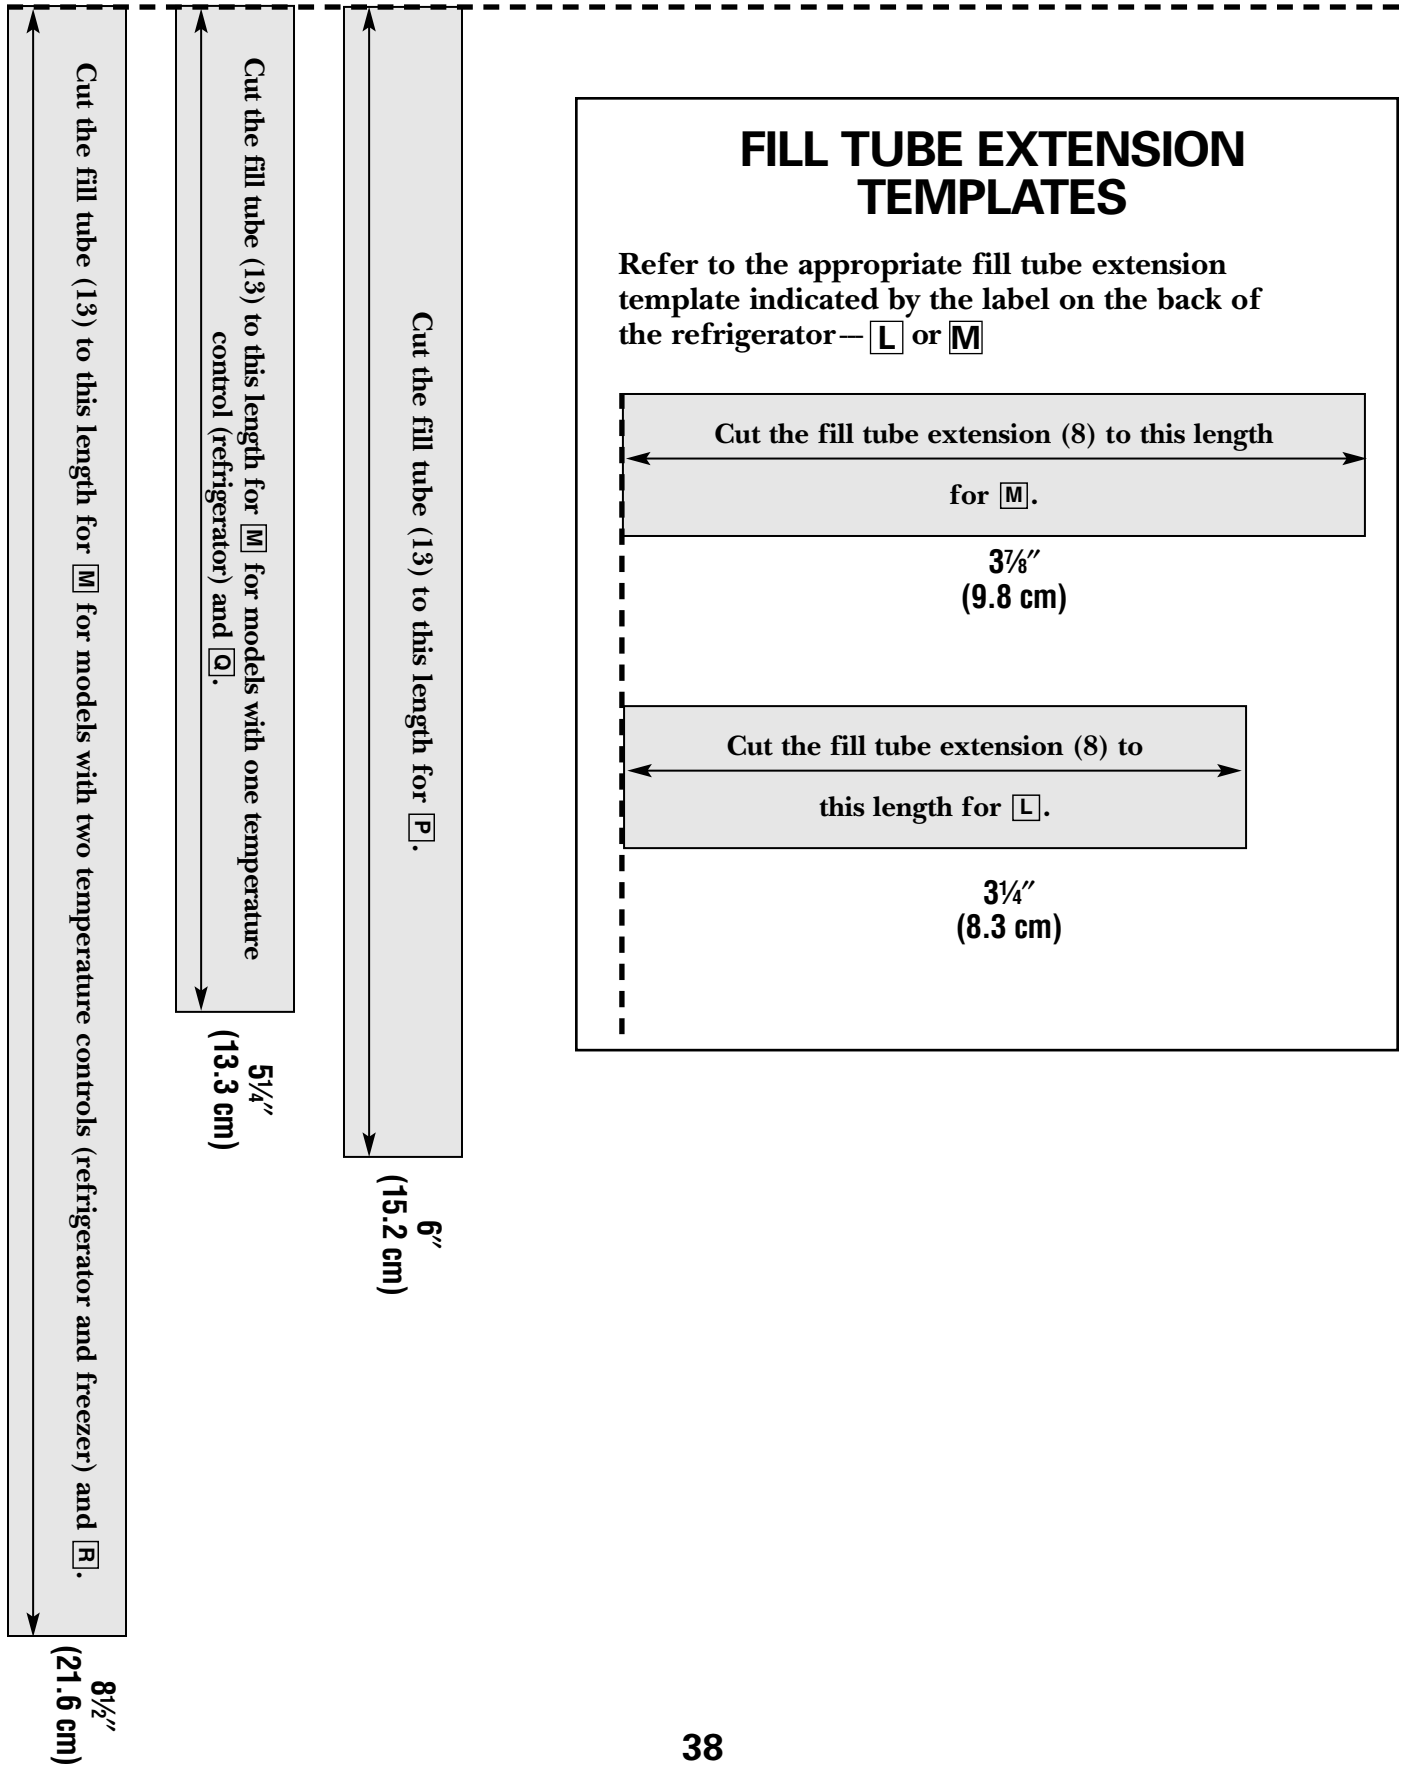 Cut the fill tube (13) to this length for M for models with two temperature controls (refrigerator and freezer) and R.
8½″
(21.6 cm)
Cut the fill tube (13) to this length for M for models with one temperature
control (refrigerator) and Q.
5¼″
(13.3 cm)
Cut the fill tube (13) to this length for P.
6″
(15.2 cm)
FILL TUBE EXTENSION
TEMPLATES
Refer to the appropriate fill tube extension
template indicated by the label on the back of
the refrigerator— L or M
Cut the fill tube extension (8) to this length
for M.
3⅞″
(9.8 cm)
Cut the fill tube extension (8) to
this length for L.
3¼″
(8.3 cm)
38